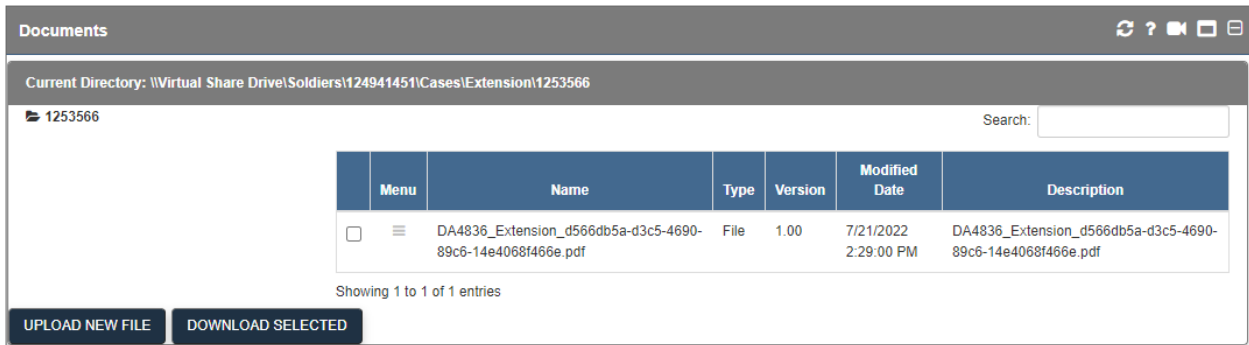 Documents
?
Current Directory: \\Virtual Share Drive\Soldiers\124941451\Cases\Extension\1253566
1253566
Search:
Menu Name Type Version Modified Date Description
DA4836_Extension_d566db5a-d3c5-4690- File 1.00 7/21/2022 DA4836_Extension_d566db5a-d3c5-4690-
89c6-14e4068f466e.pdf 2:29:00 PM 89c6-14e4068f466e.pdf
Showing 1 to 1 of 1 entries
UPLOAD NEW FILE DOWNLOAD SELECTED